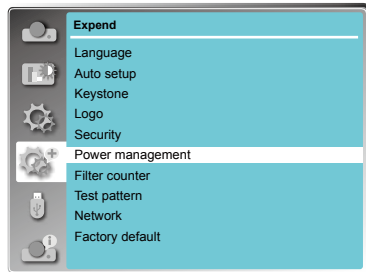 Expend
Language
Auto setup
Keystone
Logo
Security
Power management
Filter counter
Test pattern
Network
Factory default